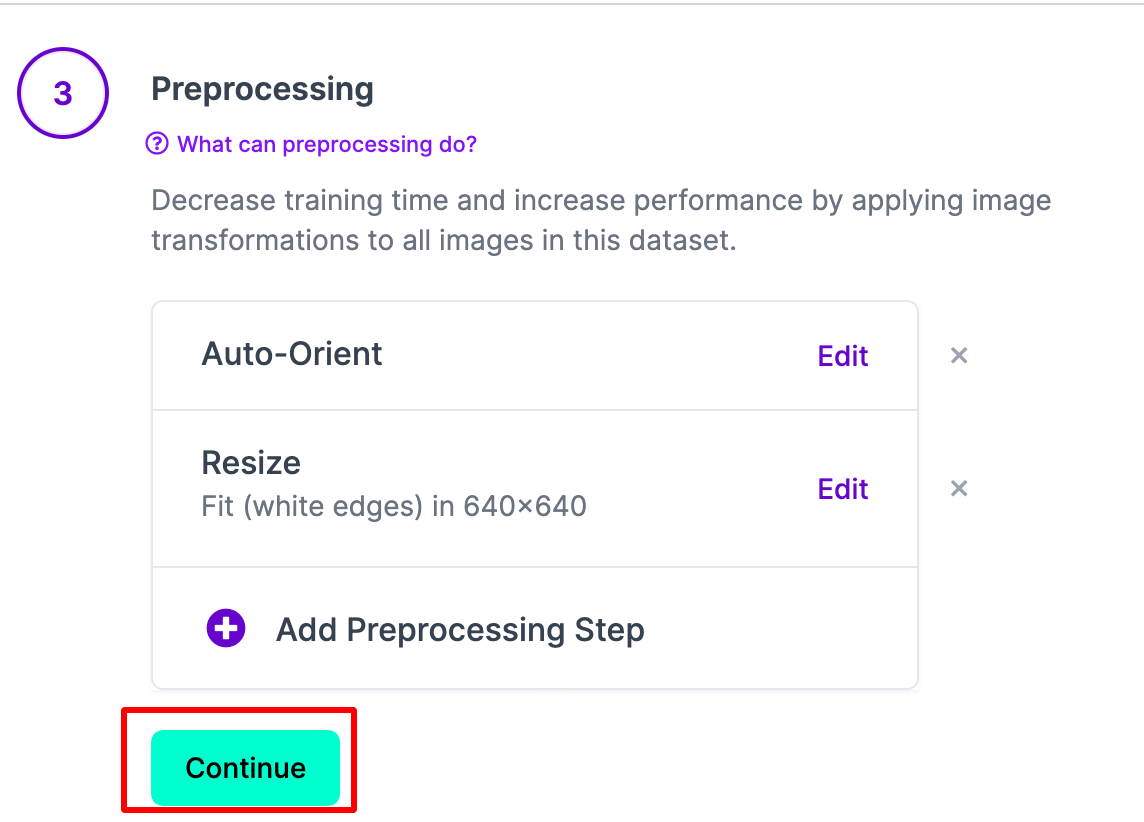 3
Preprocessing
? What can preprocessing do?
Decrease training time and increase performance by applying image
transformations to all images in this dataset.
Auto-Orient
Edit ×
Resize
Fit (white edges) in 640×640
Edit ×
Add Preprocessing Step
Continue